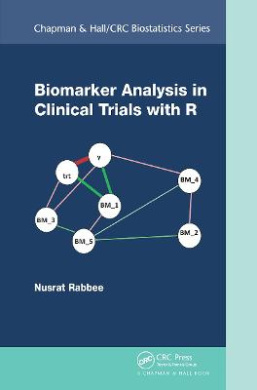 Chapman & Hall/CRC Biostatistics Series
Biomarker Analysis in
Clinical Trials with R
y
trt
BM_4
BM_1
BM_3
BM_5
BM_2
Nusrat Rabbee
CRC Press
Taylor & Francis Group
A CHAPMAN & HALL BOOK